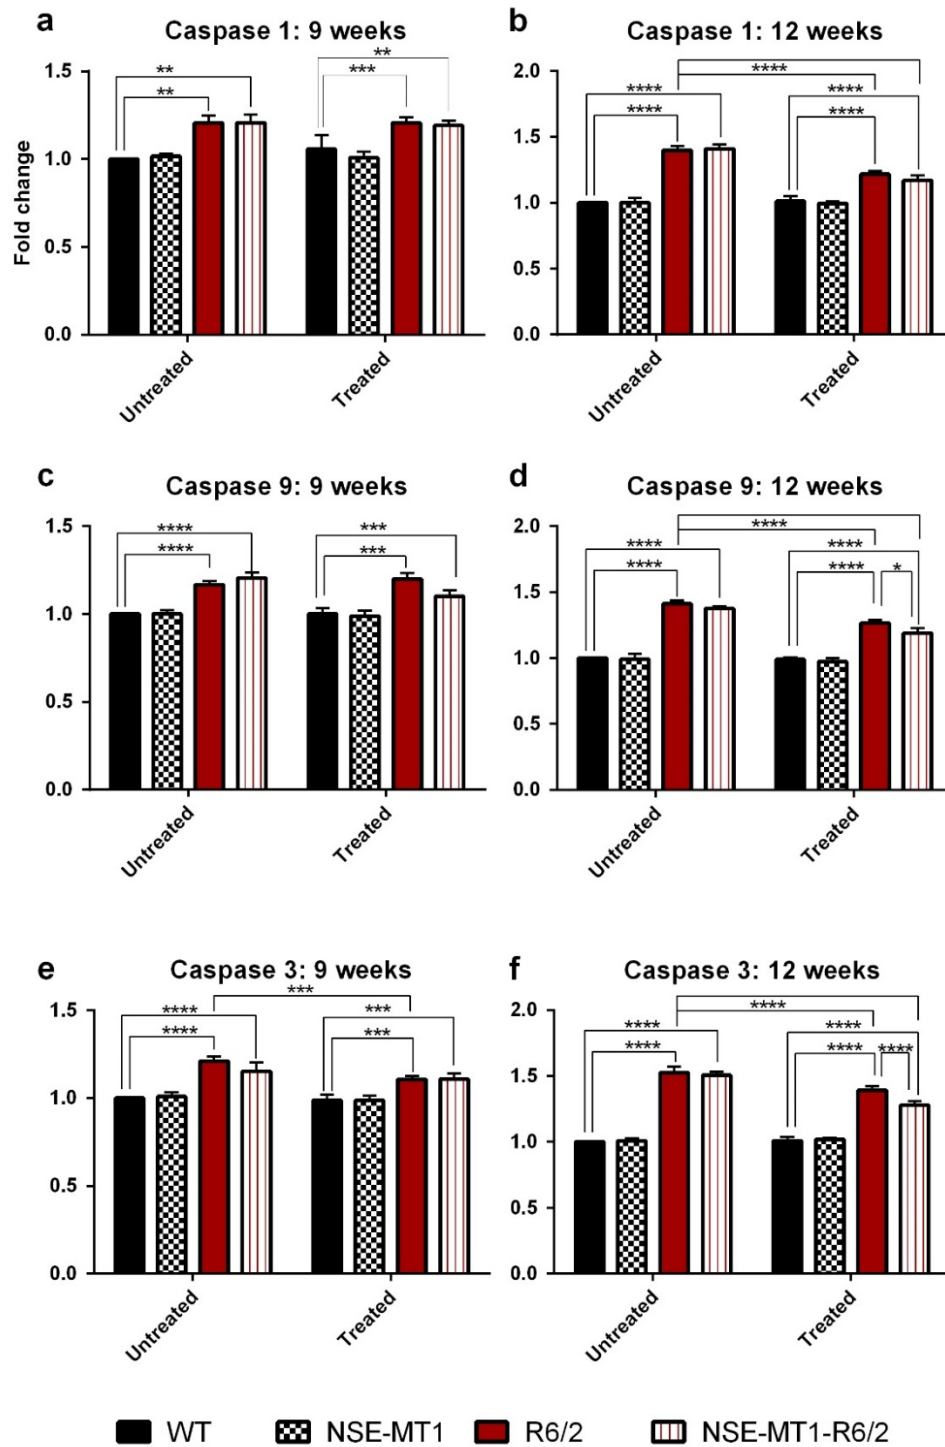 a
Caspase 1: 9 weeks
Fold change
1.5
1.0
0.5
0.0
**
**
**
***
Untreated
Treated
b
Caspase 1: 12 weeks
2.0
1.5
1.0
0.5
0.0
****
****
****
****
****
Untreated
Treated
c
Caspase 9: 9 weeks
1.5
1.0
0.5
0.0
****
****
***
***
Untreated
Treated
d
Caspase 9: 12 weeks
2.0
1.5
1.0
0.5
0.0
****
****
****
****
****
*
Untreated
Treated
e
Caspase 3: 9 weeks
1.5
1.0
0.5
0.0
***
****
****
***
***
Untreated
Treated
f
Caspase 3: 12 weeks
2.0
1.5
1.0
0.5
0.0
****
****
****
****
****
****
Untreated
Treated
WT NSE-MT1 R6/2 NSE-MT1-R6/2